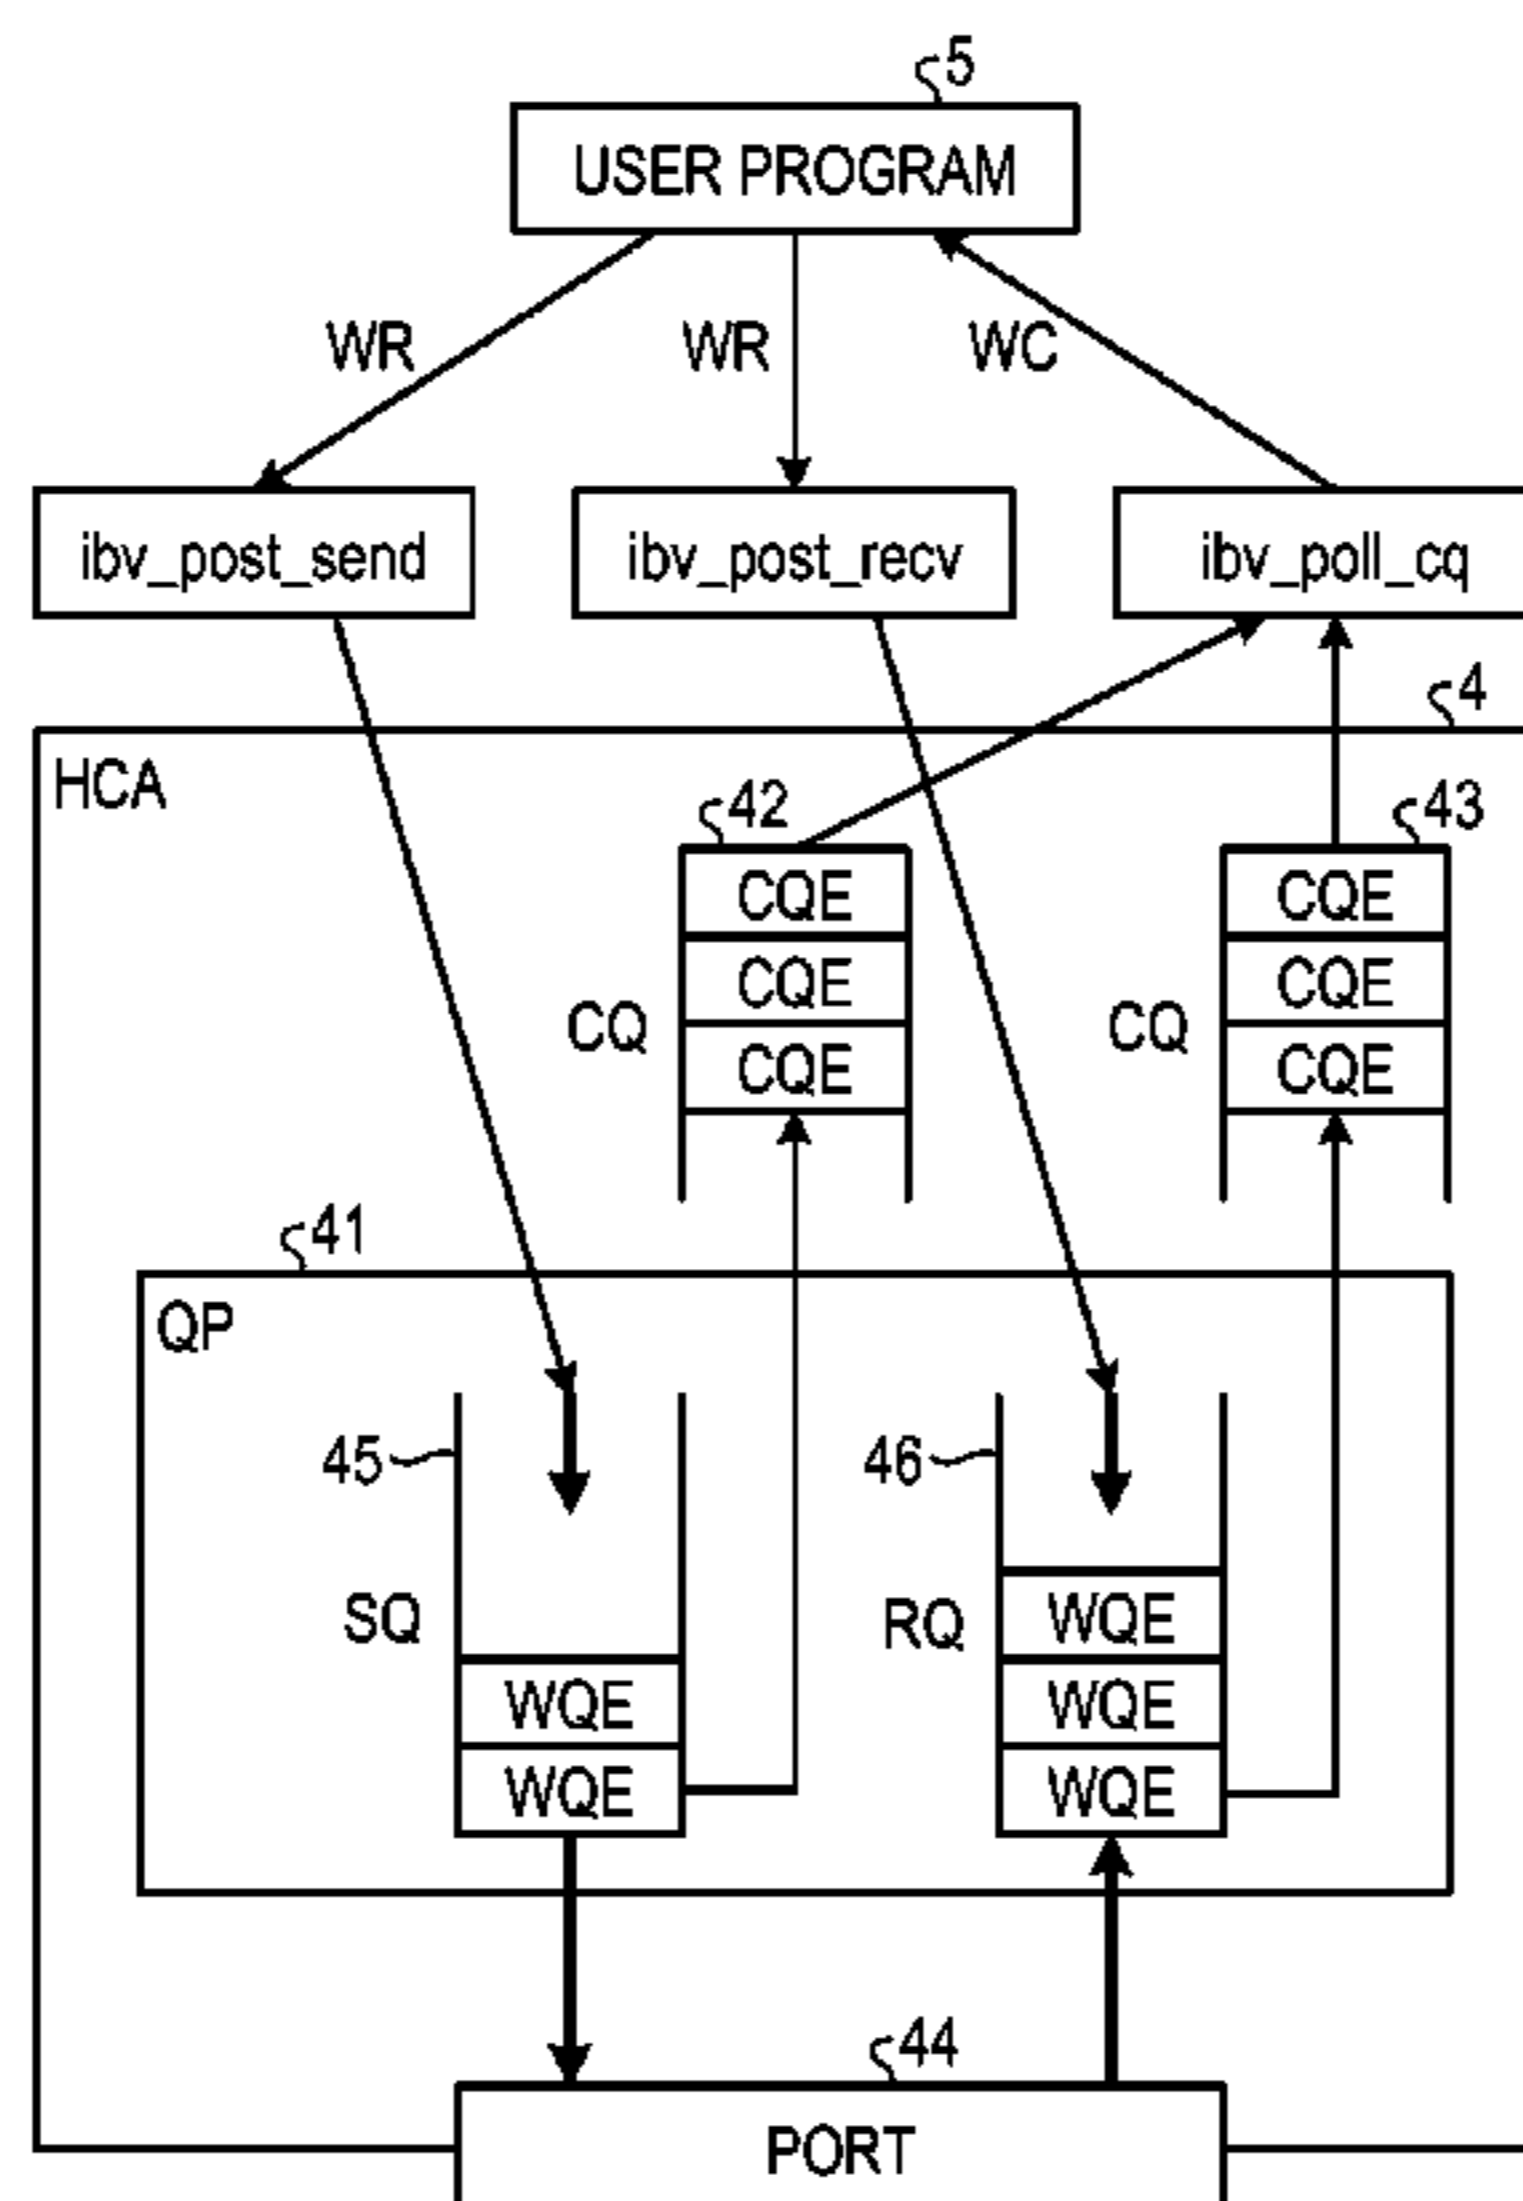 5
USER PROGRAM
WR
WR
WC
ibv_post_send
ibv_post_recv
ibv_poll_cq
4
HCA
42
43
CQE
CQE
CQE
CQE
CQ
CQ
CQE
CQE
41
QP
45
46
SQ
RQ
WQE
WQE
WQE
WQE
WQE
44
PORT